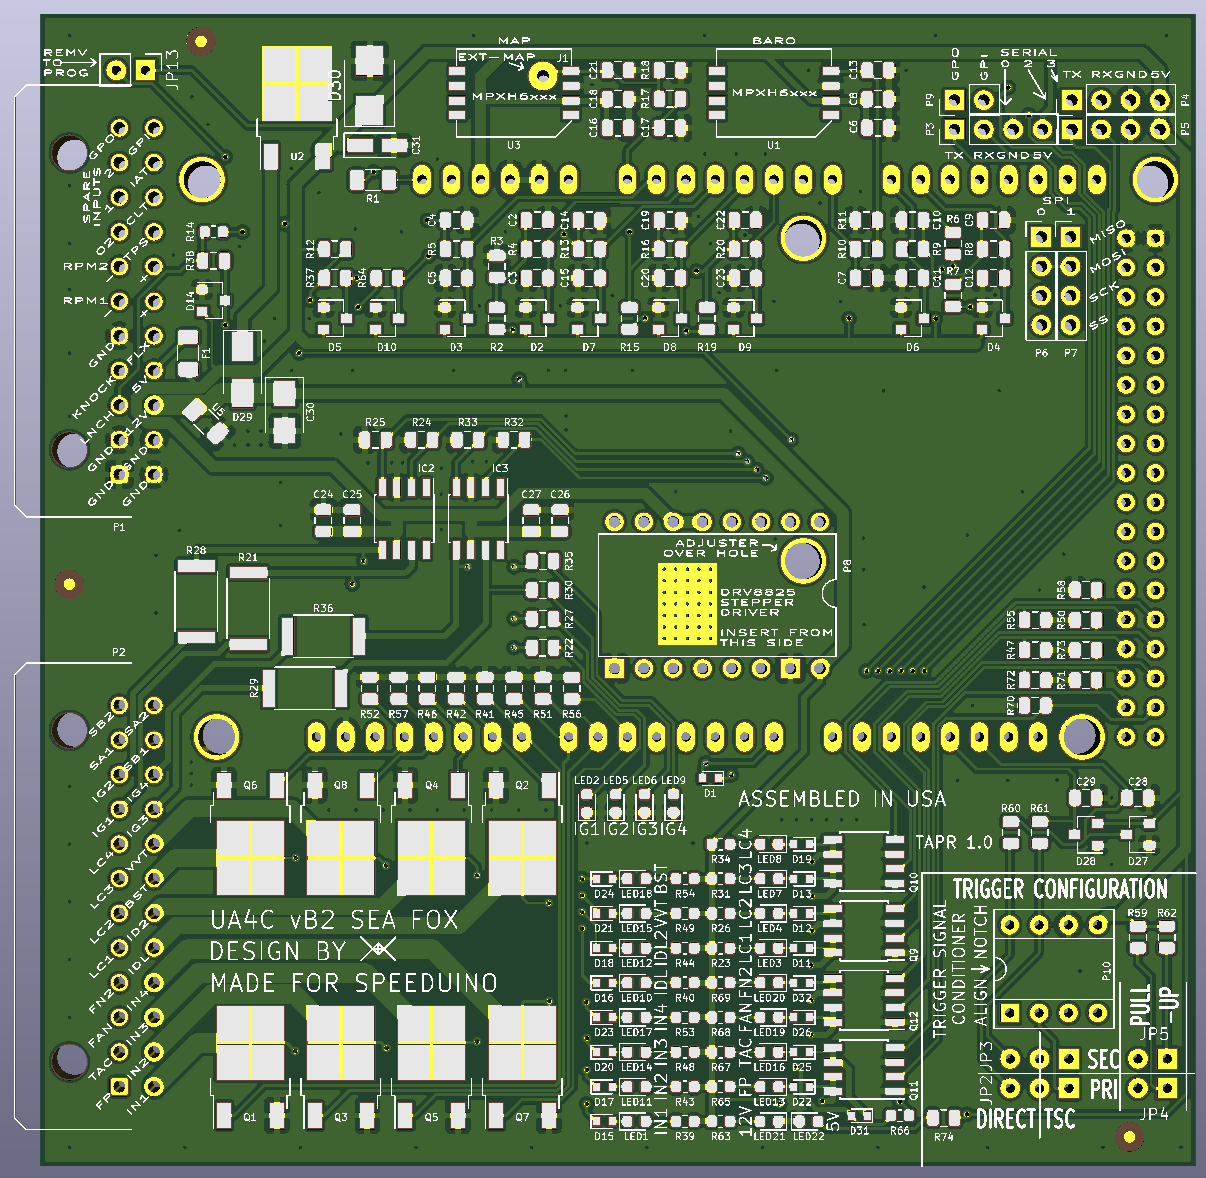 REMV
TO
PROG
JP13
D30
C31
U2
R1
MAP
EXT-MAP
J1
MPXH6xxx
U3
C21
C18
C16
R18
R17
C17
BARO
MPXH6xxx
U1
C13
C8
C6
GPO
GPI
SERIAL
0 2 3
TX RXGND5V
P9
P3
P4
P5
TX RXGND5V
SPARE
INPUTS
GPO
GPI
2
IAT
1
CLT
O2
TPS
RPM2
RPM1
GND
FLX
KNOCK
5V
LNCH
12V
GND
GND
GND
GND
P1
R14
R38
D14
F1
D29
C30
R12
R37
R64
D5
D10
C4
R5
C5
D3
R3
R2
C2
R4
C3
D2
C14
R13
C15
D7
R15
C19
R16
C20
D8
R19
C22
R20
C23
D9
R11
R10
C7
C10
R9
C11
D6
R6
R7
C9
R8
C12
D4
SPI
0 1
P6
P7
MISO
MOSI
SCK
SS
R25
R24
R33
R32
IC2
IC3
C24
C25
C27
C26
R35
R30
R27
R22
ADJUSTER
OVER HOLE
P8
DRV8825
STEPPER
DRIVER
INSERT FROM
THIS SIDE
R28
R21
R36
R29
P2
R52
R57
R46
R42
R41
R45
R51
R56
R58
R55
R50
R47
R73
R72
R71
R70
SB2
SA2
SA1
SB1
IG2
IG4
IG1
IG3
LC4
VVT
LC3
BST
LC2
ID2
LC1
IDL
FN2
IN4
FAN
IN3
TAC
IN2
FP
IN1
Q6
Q8
Q4
Q2
LED2
LED5
LED6
LED9
IG1
IG2
IG3
IG4
D1
ASSEMBLED IN USA
TAPR 1.0
C29
C28
R60
R61
D28
D27
UA4C vB2 SEA FOX
DESIGN BY
MADE FOR SPEEDUINO
Q1
Q3
Q5
Q7
R34
LC4
LED8
D19
D24
LED18
BST
R54
R31
LC3
LED7
D13
Q10
D21
LED15
VVT
R49
R26
LC2
LED4
D12
D18
LED12
IDL2
R44
R23
LC1
LED3
D11
Q9
D16
LED10
IDL
R40
R69
FN2
LED20
D32
D23
LED17
IN4
R53
R68
FAN
LED19
D26
Q12
D20
LED14
IN3
R48
R67
TAC
LED16
D25
D17
LED11
IN2
R43
R65
FP
LED13
D22
Q11
D15
LED1
IN1
R39
R63
12V
LED21
LED22
5V
D31
R66
R74
TRIGGER CONFIGURATION
TRIGGER SIGNAL
CONDITIONER
ALIGN NOTCH
P10
R59
R62
PULL
-UP
JP5
JP3
SEC
JP2
PRI
JP4
DIRECT TSC